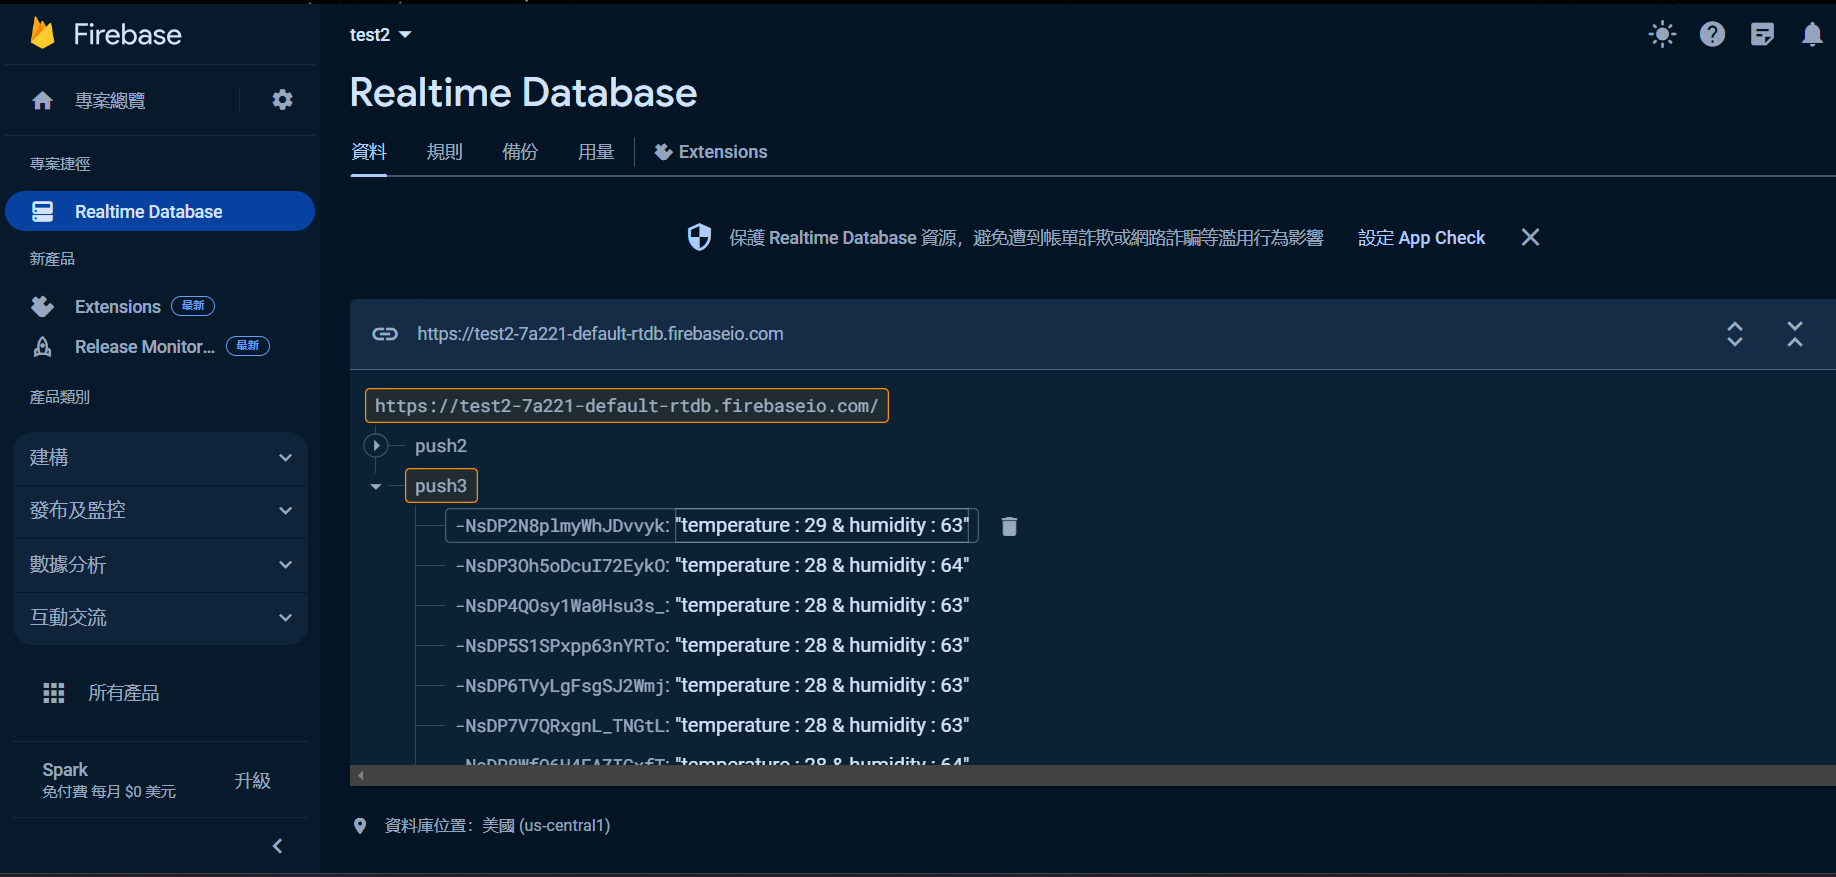 Firebase
專案總覽
專案捷徑
Realtime Database
新產品
Extensions 最新
Release Monitor... 最新
產品類別
建構
發布及監控
數據分析
互動交流
所有產品
Spark
免付費 每月 $0 美元
升級
test2
Realtime Database
資料 規則 備份 用量 Extensions
保護 Realtime Database 資源，避免遭到帳單詐欺或網路詐騙等濫用行為影響 設定 App Check
https://test2-7a221-default-rtdb.firebaseio.com
https://test2-7a221-default-rtdb.firebaseio.com/
push2
push3
-NsDP2N8plmyWhJDvvyk: "temperature : 29 & humidity : 63"
-NsDP3Oh5oDcuI72EykO: "temperature : 28 & humidity : 64"
-NsDP4QOsy1Wa0Hsu3s_: "temperature : 28 & humidity : 63"
-NsDP5S1SPxpp63nYRTo: "temperature : 28 & humidity : 63"
-NsDP6TVyLgFsgSJ2Wmj: "temperature : 28 & humidity : 63"
-NsDP7V7QRxgnL_TNGtL: "temperature : 28 & humidity : 63"
"temperature : 28 & humidity : 64"
資料庫位置：美國 (us-central1)